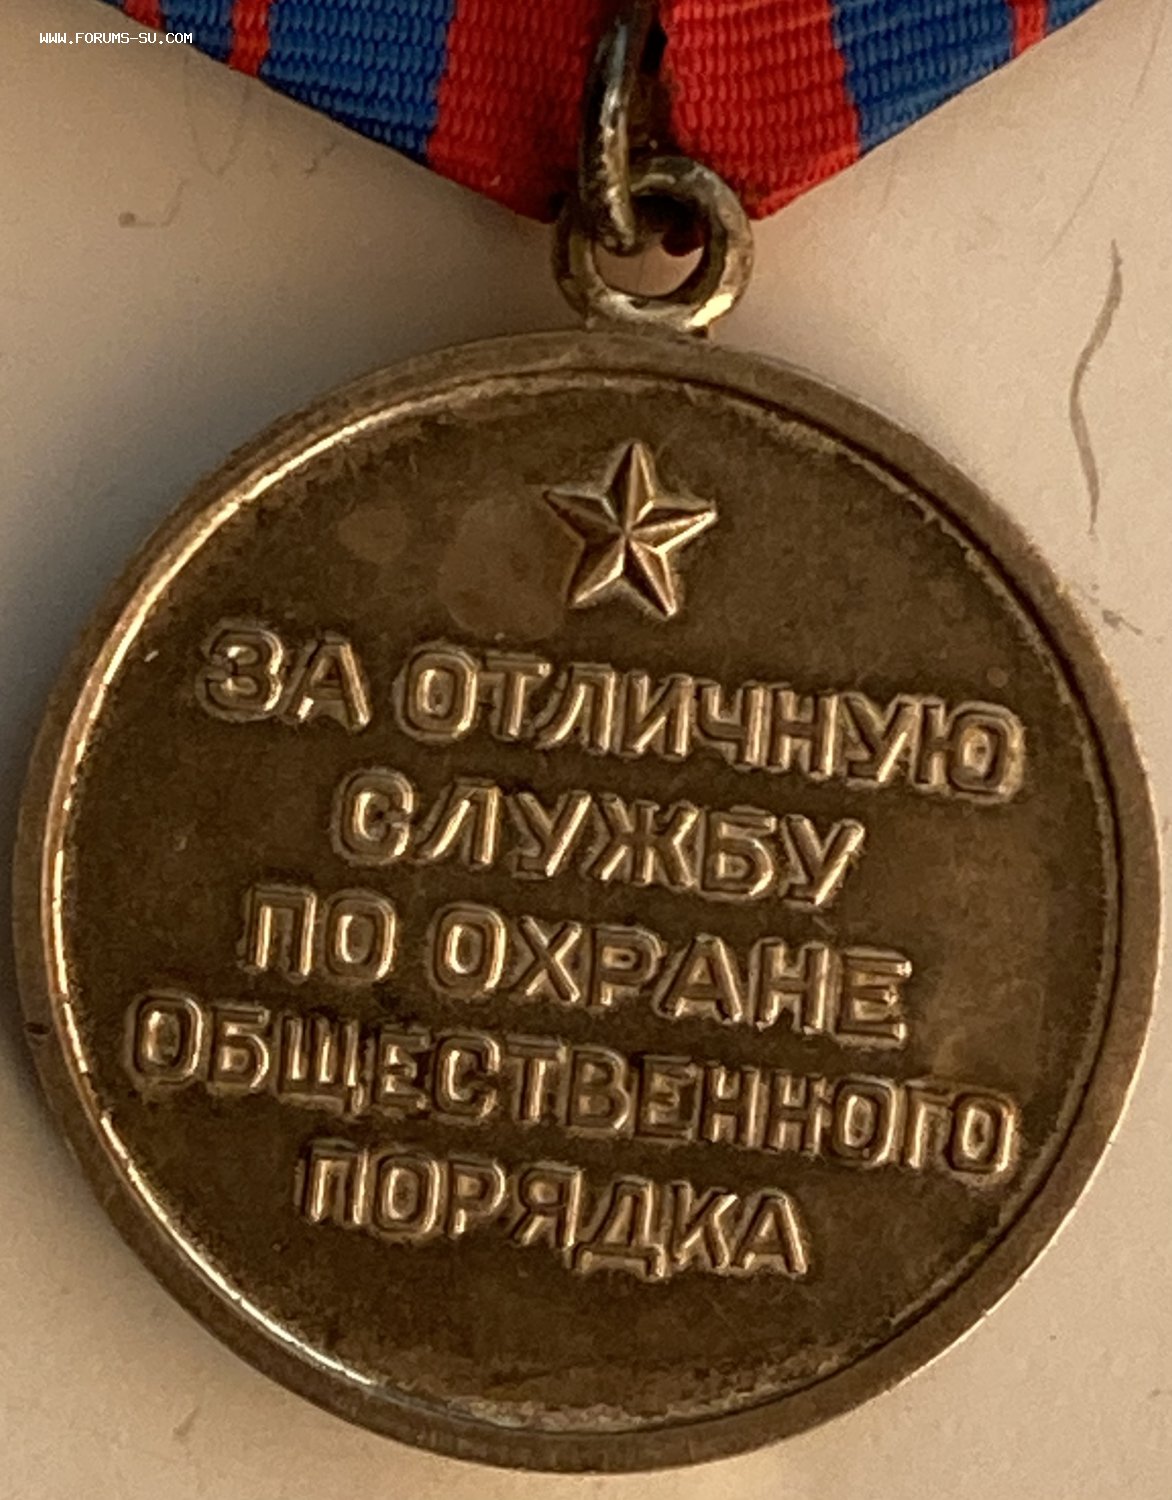 WWW.FORUMS-SU.COM
ЗА ОТЛИЧНУЮ
СЛУЖБУ
ПО ОХРАНЕ
ОБЩЕСТВЕННОГО
ПОРЯДКА